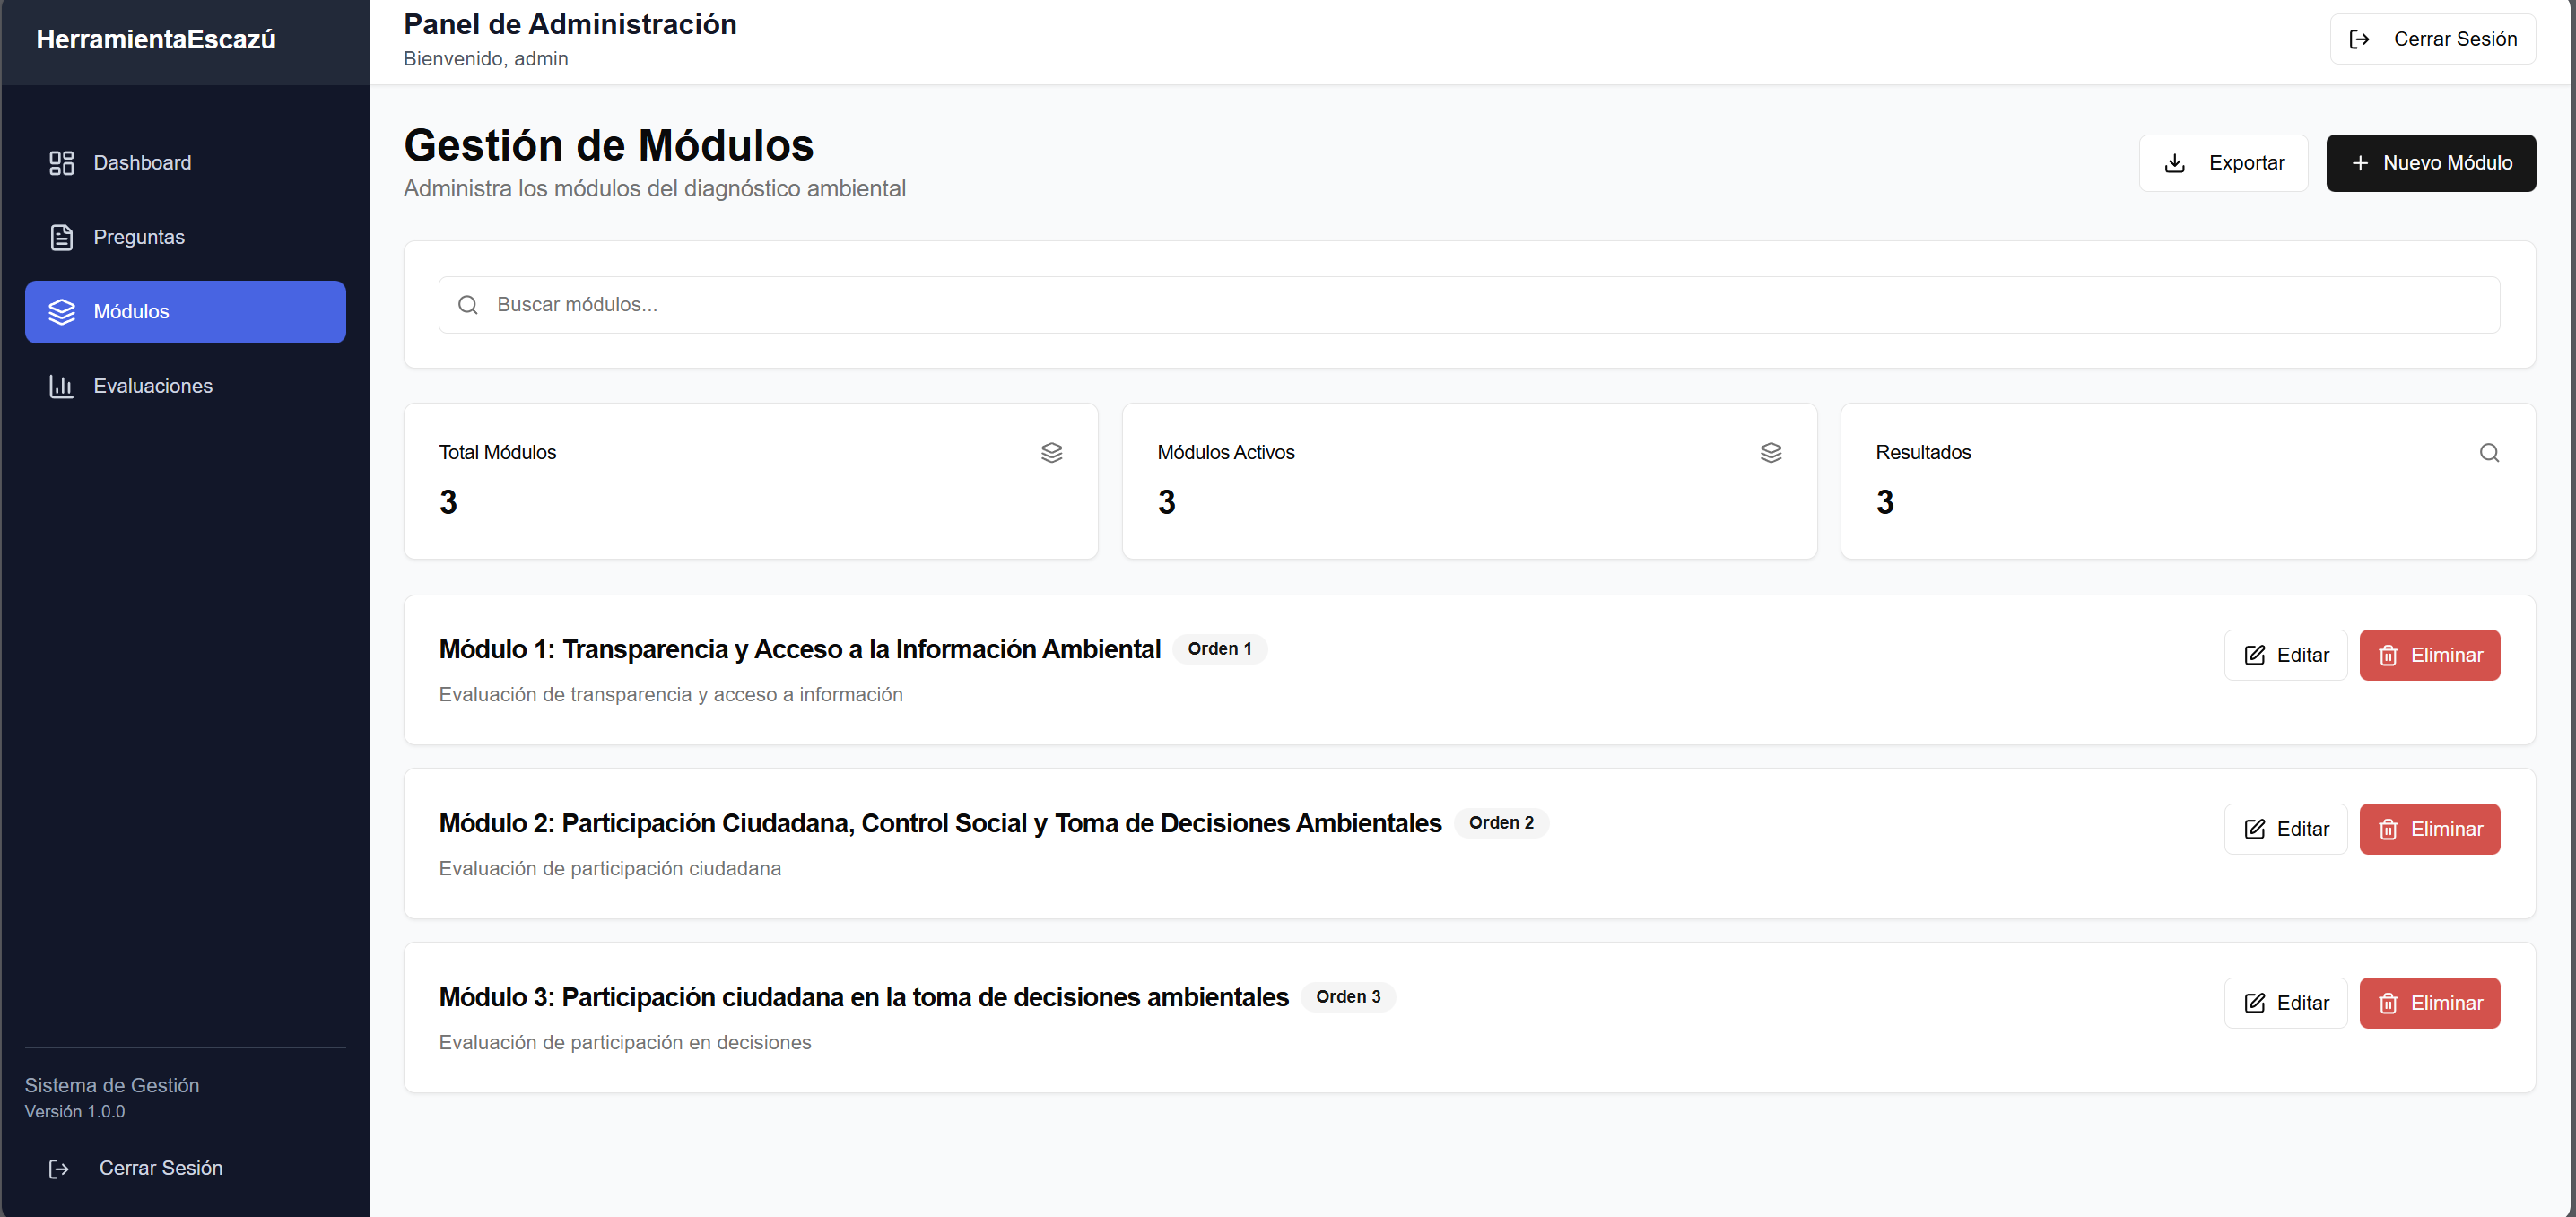 HerramientaEscazú
Dashboard
Preguntas
Módulos
Evaluaciones
Sistema de Gestión
Versión 1.0.0
Cerrar Sesión
Panel de Administración
Bienvenido, admin
Cerrar Sesión
Gestión de Módulos
Administra los módulos del diagnóstico ambiental
Exportar
Nuevo Módulo
Buscar módulos...
Total Módulos
3
Módulos Activos
3
Resultados
3
Módulo 1: Transparencia y Acceso a la Información Ambiental Orden 1
Evaluación de transparencia y acceso a información
Editar Eliminar
Módulo 2: Participación Ciudadana, Control Social y Toma de Decisiones Ambientales Orden 2
Evaluación de participación ciudadana
Editar Eliminar
Módulo 3: Participación ciudadana en la toma de decisiones ambientales Orden 3
Evaluación de participación en decisiones
Editar Eliminar